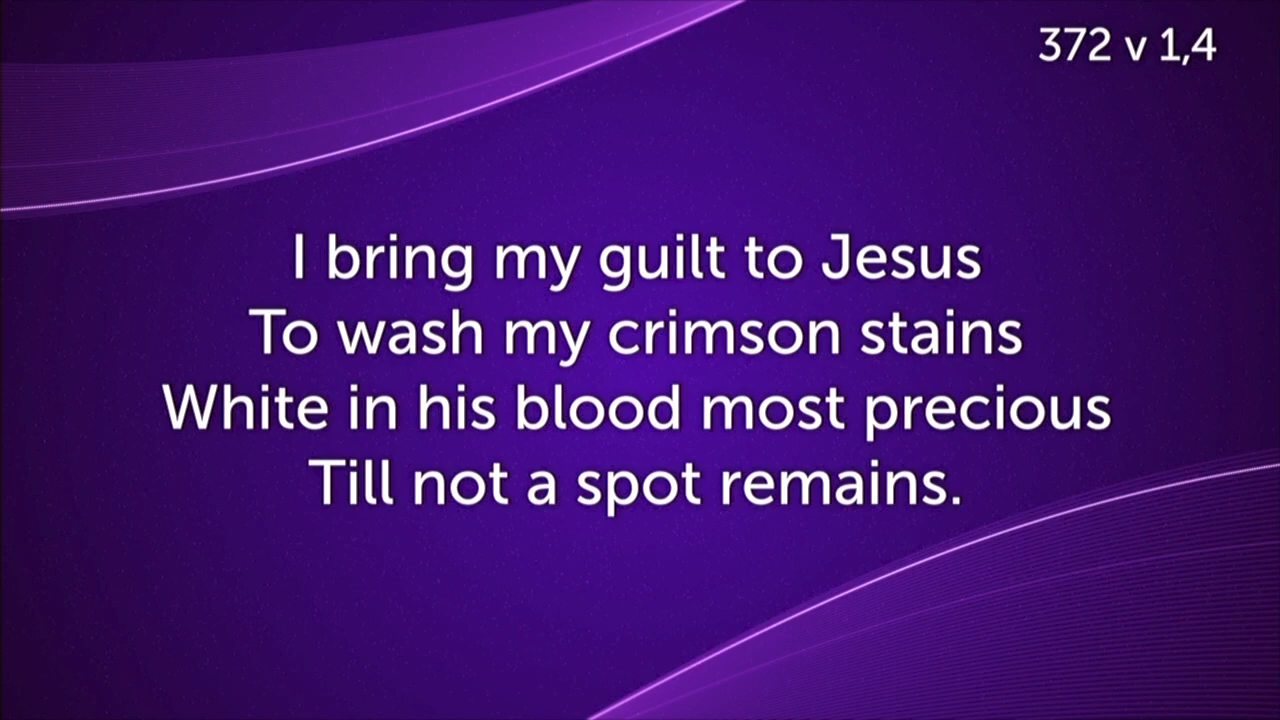 372 v 1,4
I bring my guilt to Jesus
To wash my crimson stains
White in his blood most precious
Till not a spot remains.